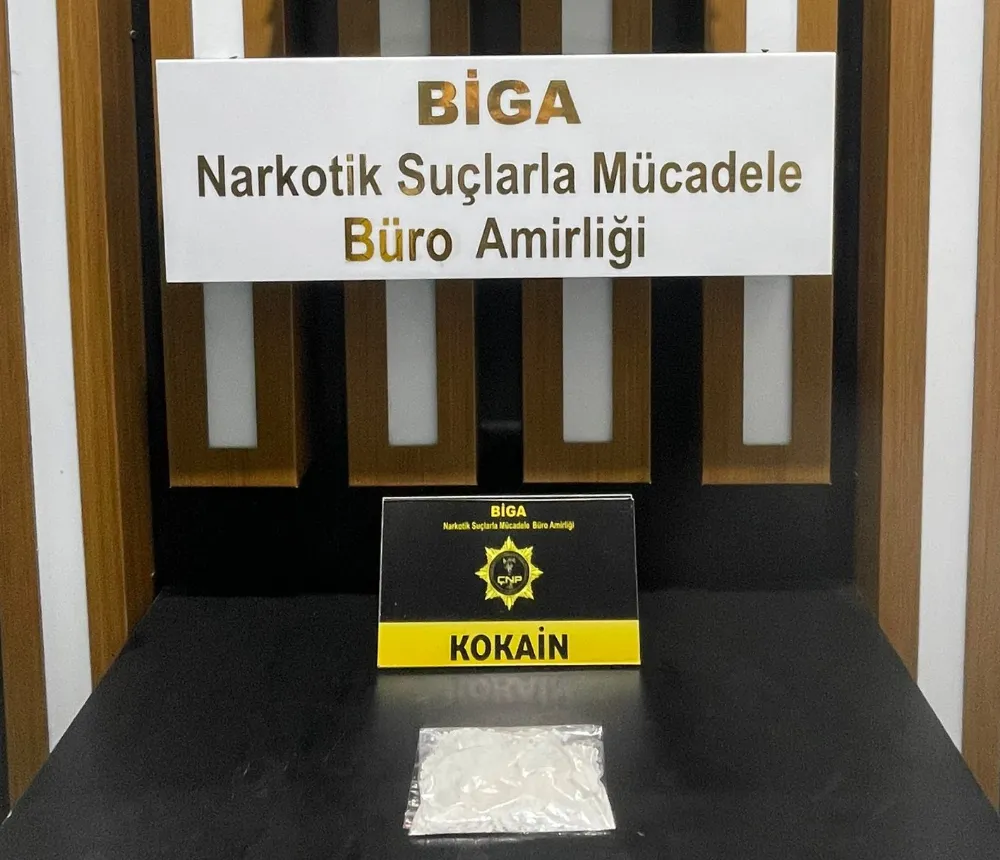 BİGA
Narkotik Suçlarla Mücadele
Büro Amirliği
BİGA
Narkotik Suçlarla Mücadele Büro Amirliği
ÇNP
KOKAİN